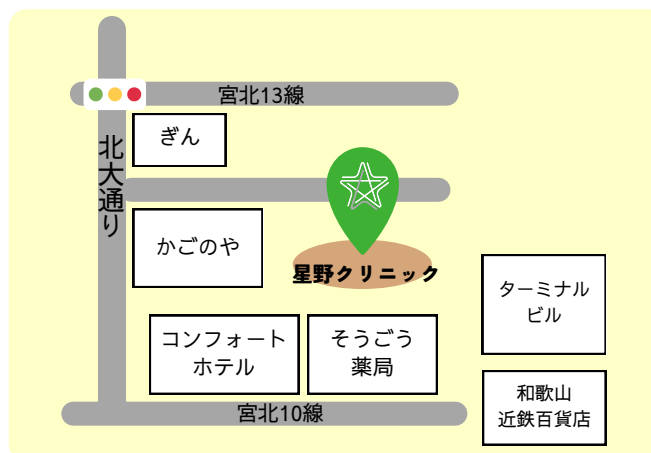 宮北13線
ぎん
北大通り
かごのや
星野クリニック
ターミナル
ビル
コンフォート
ホテル
そうごう
薬局
和歌山
近鉄百貨店
宮北10線